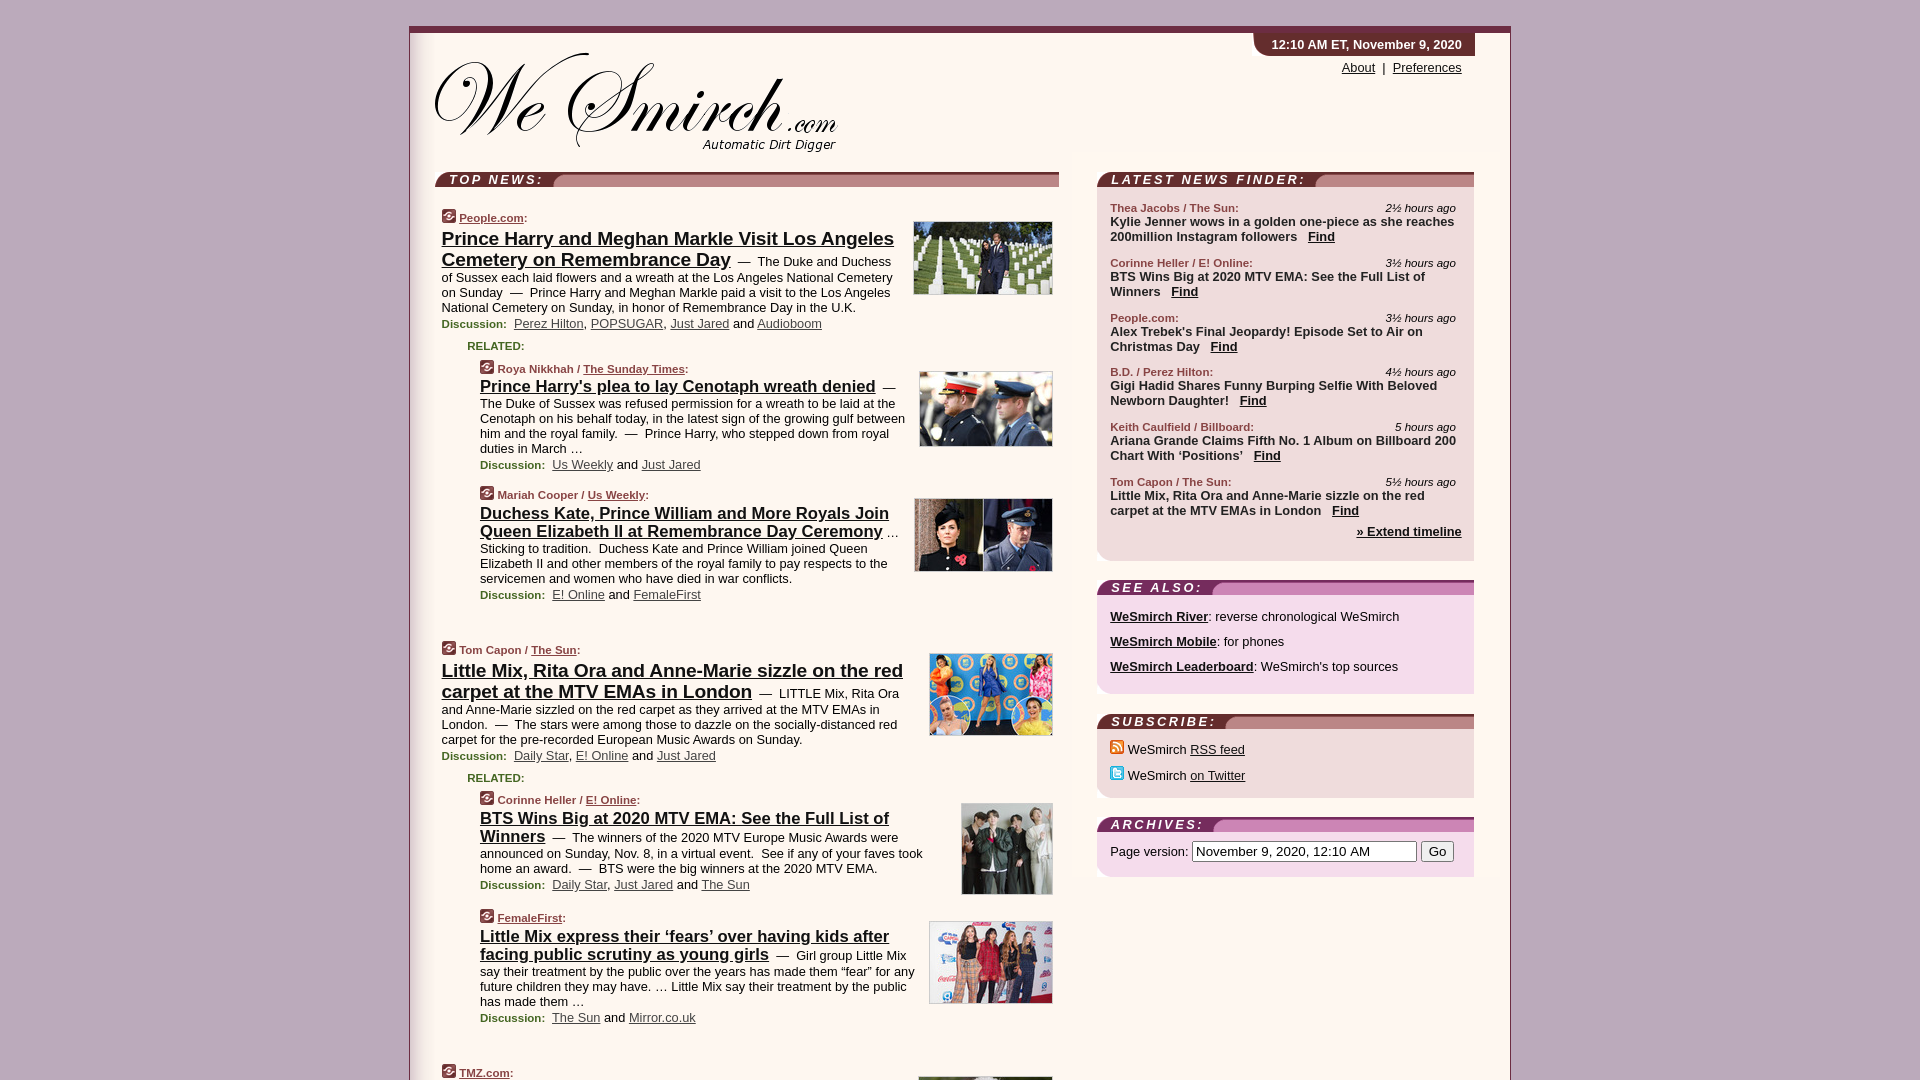 12:10 AM ET, November 9, 2020
About | Preferences
We Smirch .com
Automatic Dirt Digger
TOP NEWS:
People.com:
Prince Harry and Meghan Markle Visit Los Angeles
Cemetery on Remembrance Day — The Duke and Duchess
of Sussex each laid flowers and a wreath at the Los Angeles National Cemetery
on Sunday — Prince Harry and Meghan Markle paid a visit to the Los Angeles
National Cemetery on Sunday, in honor of Remembrance Day in the U.K.
Discussion: Perez Hilton, POPSUGAR, Just Jared and Audioboom
RELATED:
Roya Nikkhah / The Sunday Times:
Prince Harry's plea to lay Cenotaph wreath denied —
The Duke of Sussex was refused permission for a wreath to be laid at the
Cenotaph on his behalf today, in the latest sign of the growing gulf between
him and the royal family. — Prince Harry, who stepped down from royal
duties in March …
Discussion: Us Weekly and Just Jared
Mariah Cooper / Us Weekly:
Duchess Kate, Prince William and More Royals Join
Queen Elizabeth II at Remembrance Day Ceremony …
Sticking to tradition. Duchess Kate and Prince William joined Queen
Elizabeth II and other members of the royal family to pay respects to the
servicemen and women who have died in war conflicts.
Discussion: E! Online and FemaleFirst
Tom Capon / The Sun:
Little Mix, Rita Ora and Anne-Marie sizzle on the red
carpet at the MTV EMAs in London — LITTLE Mix, Rita Ora
and Anne-Marie sizzled on the red carpet as they arrived at the MTV EMAs in
London. — The stars were among those to dazzle on the socially-distanced red
carpet for the pre-recorded European Music Awards on Sunday.
Discussion: Daily Star, E! Online and Just Jared
RELATED:
Corinne Heller / E! Online:
BTS Wins Big at 2020 MTV EMA: See the Full List of
Winners — The winners of the 2020 MTV Europe Music Awards were
announced on Sunday, Nov. 8, in a virtual event. See if any of your faves took
home an award. — BTS were the big winners at the 2020 MTV EMA.
Discussion: Daily Star, Just Jared and The Sun
FemaleFirst:
Little Mix express their ‘fears’ over having kids after
facing public scrutiny as young girls — Girl group Little Mix
say their treatment by the public over the years has made them “fear” for any
future children they may have. … Little Mix say their treatment by the public
has made them …
Discussion: The Sun and Mirror.co.uk
TMZ.com:
LATEST NEWS FINDER:
Thea Jacobs / The Sun: 2½ hours ago
Kylie Jenner wows in a golden one-piece as she reaches
200million Instagram followers Find
Corinne Heller / E! Online: 3½ hours ago
BTS Wins Big at 2020 MTV EMA: See the Full List of
Winners Find
People.com: 3½ hours ago
Alex Trebek's Final Jeopardy! Episode Set to Air on
Christmas Day Find
B.D. / Perez Hilton: 4½ hours ago
Gigi Hadid Shares Funny Burping Selfie With Beloved
Newborn Daughter! Find
Keith Caulfield / Billboard: 5 hours ago
Ariana Grande Claims Fifth No. 1 Album on Billboard 200
Chart With ‘Positions’ Find
Tom Capon / The Sun: 5½ hours ago
Little Mix, Rita Ora and Anne-Marie sizzle on the red
carpet at the MTV EMAs in London Find
» Extend timeline
SEE ALSO:
WeSmirch River: reverse chronological WeSmirch
WeSmirch Mobile: for phones
WeSmirch Leaderboard: WeSmirch's top sources
SUBSCRIBE:
WeSmirch RSS feed
WeSmirch on Twitter
ARCHIVES:
Page version: November 9, 2020, 12:10 AM Go